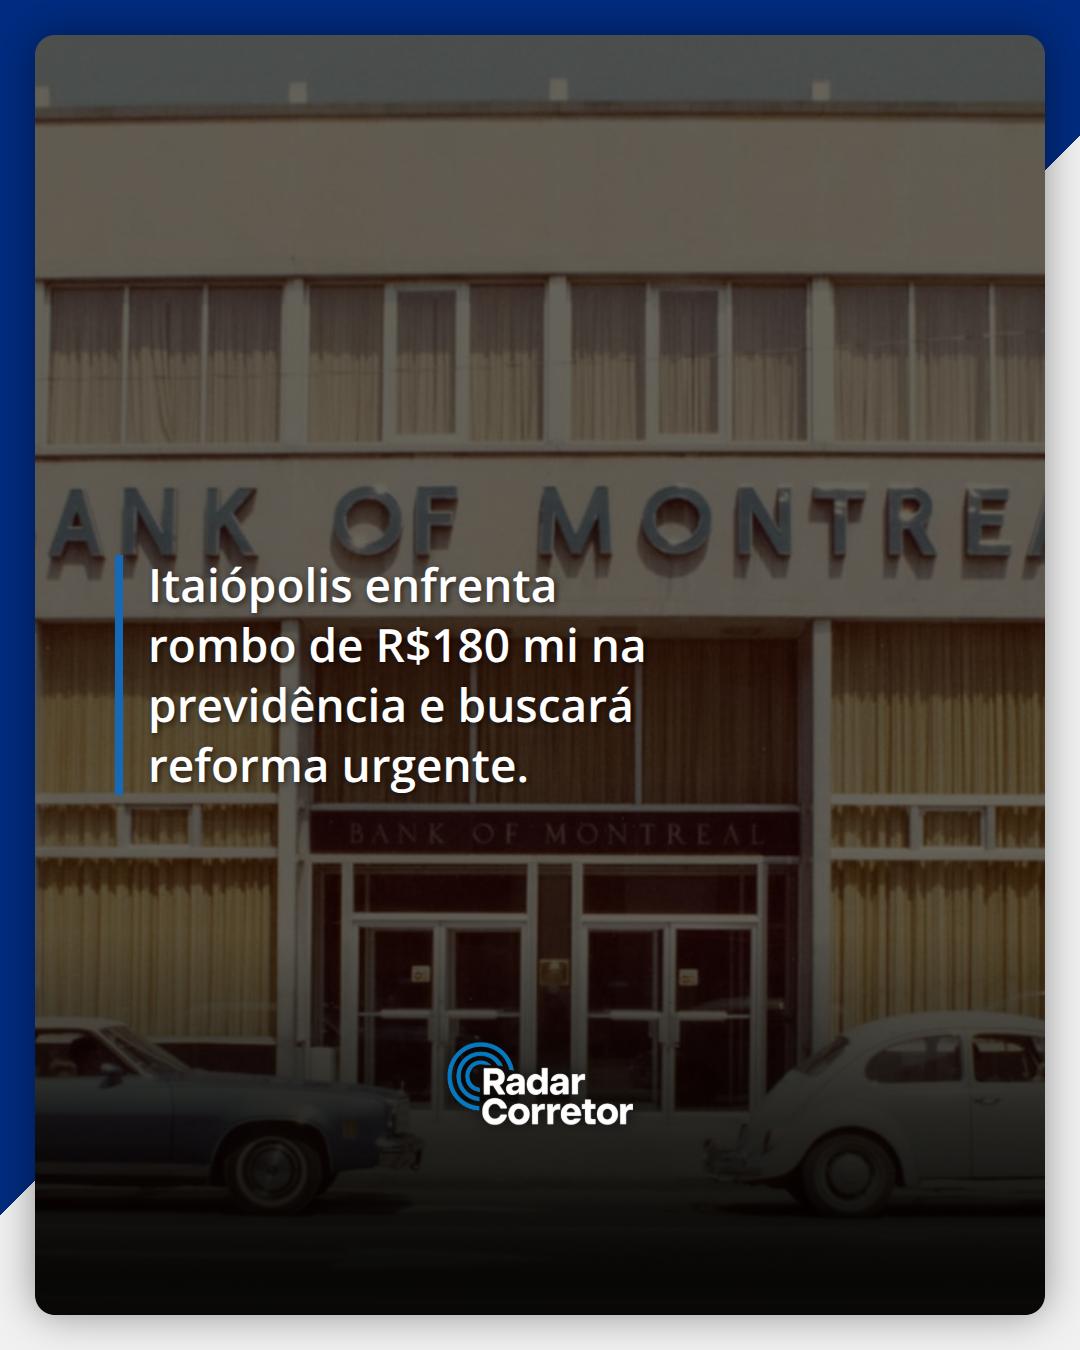 ANK OF MONTREA
Itaiópolis enfrenta
rombo de R$180 mi na
previdência e buscará
reforma urgente.
BANK OF MONTREAL
Radar
Corretor